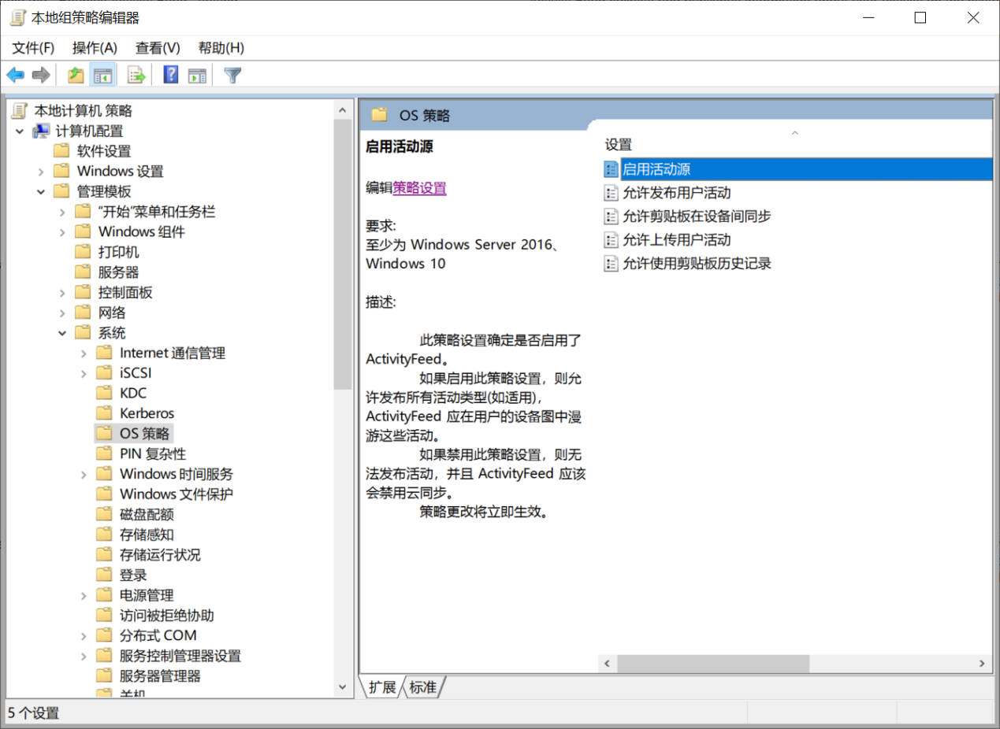 本地组策略编辑器
文件(F) 操作(A) 查看(V) 帮助(H)
本地计算机 策略
计算机配置
软件设置
Windows 设置
管理模板
“开始”菜单和任务栏
Windows 组件
打印机
服务器
控制面板
网络
系统
Internet 通信管理
iSCSI
KDC
Kerberos
OS 策略
PIN 复杂性
Windows 时间服务
Windows 文件保护
磁盘配额
存储感知
存储运行状况
登录
电源管理
访问被拒绝协助
分布式 COM
服务控制管理器设置
服务器管理器
关机
OS 策略
启用活动源
编辑策略设置
要求:
至少为 Windows Server 2016、
Windows 10
描述:
此策略设置确定是否启用了
ActivityFeed。
如果启用此策略设置，则允
许发布所有活动类型(如适用)，
ActivityFeed 应在用户的设备图中漫
游这些活动。
如果禁用此策略设置，则无
法发布活动，并且 ActivityFeed 应该
会禁用云同步。
策略更改将立即生效。
设置
启用活动源
允许发布用户活动
允许剪贴板在设备间同步
允许上传用户活动
允许使用剪贴板历史记录
扩展 标准
5 个设置